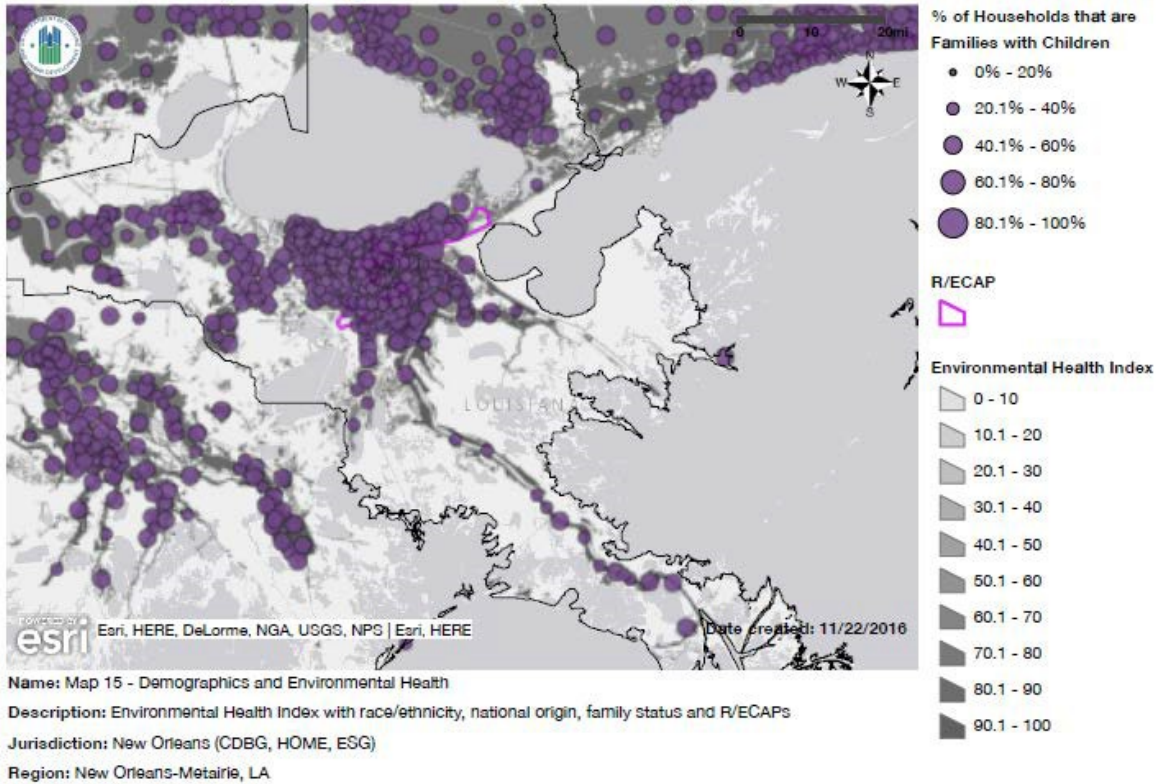 0 20mi
N
W E
S
LOUISIAN
POWERED BY
esri
Esri, HERE, DeLorme, NGA, USGS, NPS | Esri, HERE
Date created: 11/22/2016
Name: Map 15 - Demographics and Environmental Health
Description: Environmental Health Index with race/ethnicity, national origin, family status and R/ECAPs
Jurisdiction: New Orleans (CDBG, HOME, ESG)
Region: New Orleans-Metairie, LA
% of Households that are
Families with Children
0% - 20%
20.1% - 40%
40.1% - 60%
60.1% - 80%
80.1% - 100%
R/ECAP
Environmental Health Index
0 - 10
10.1 - 20
20.1 - 30
30.1 - 40
40.1 - 50
50.1 - 60
60.1 - 70
70.1 - 80
80.1 - 90
90.1 - 100